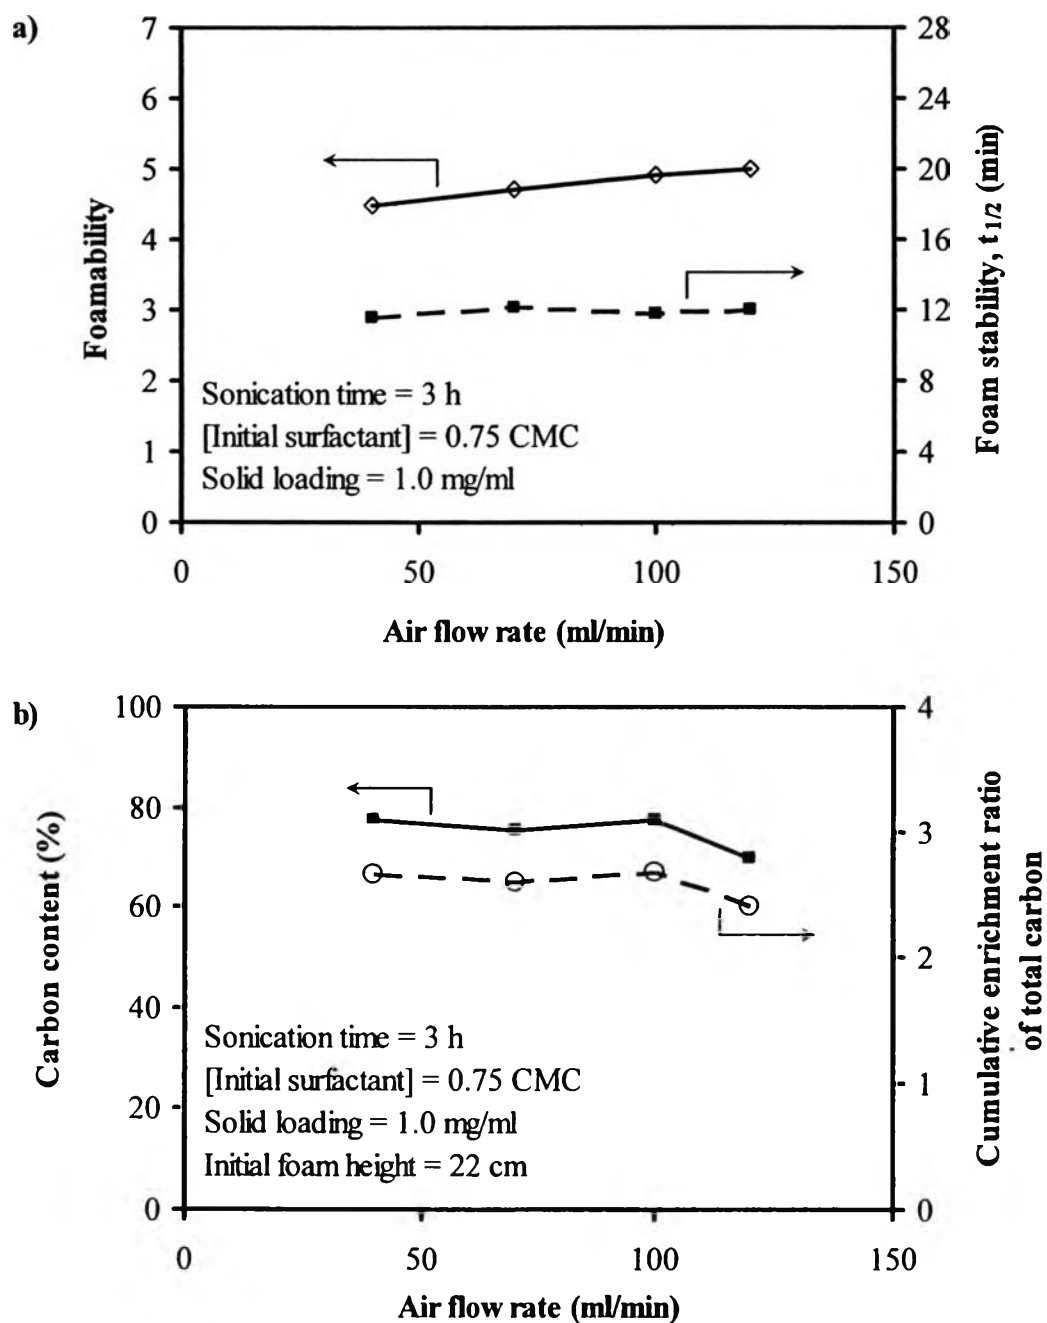 a)
7
6
5
4
3
2
1
0
Foamability
28
24
20
16
12
8
4
0
Foam stability, t1/2 (min)
Sonication time = 3 h
[Initial surfactant] = 0.75 CMC
Solid loading = 1.0 mg/ml
0 50 100 150
Air flow rate (ml/min)
b)
100
80
60
40
20
0
Carbon content (%)
4
3
2
1
0
Cumulative enrichment ratio
of total carbon
Sonication time = 3 h
[Initial surfactant] = 0.75 CMC
Solid loading = 1.0 mg/ml
Initial foam height = 22 cm
0 50 100 150
Air flow rate (ml/min)